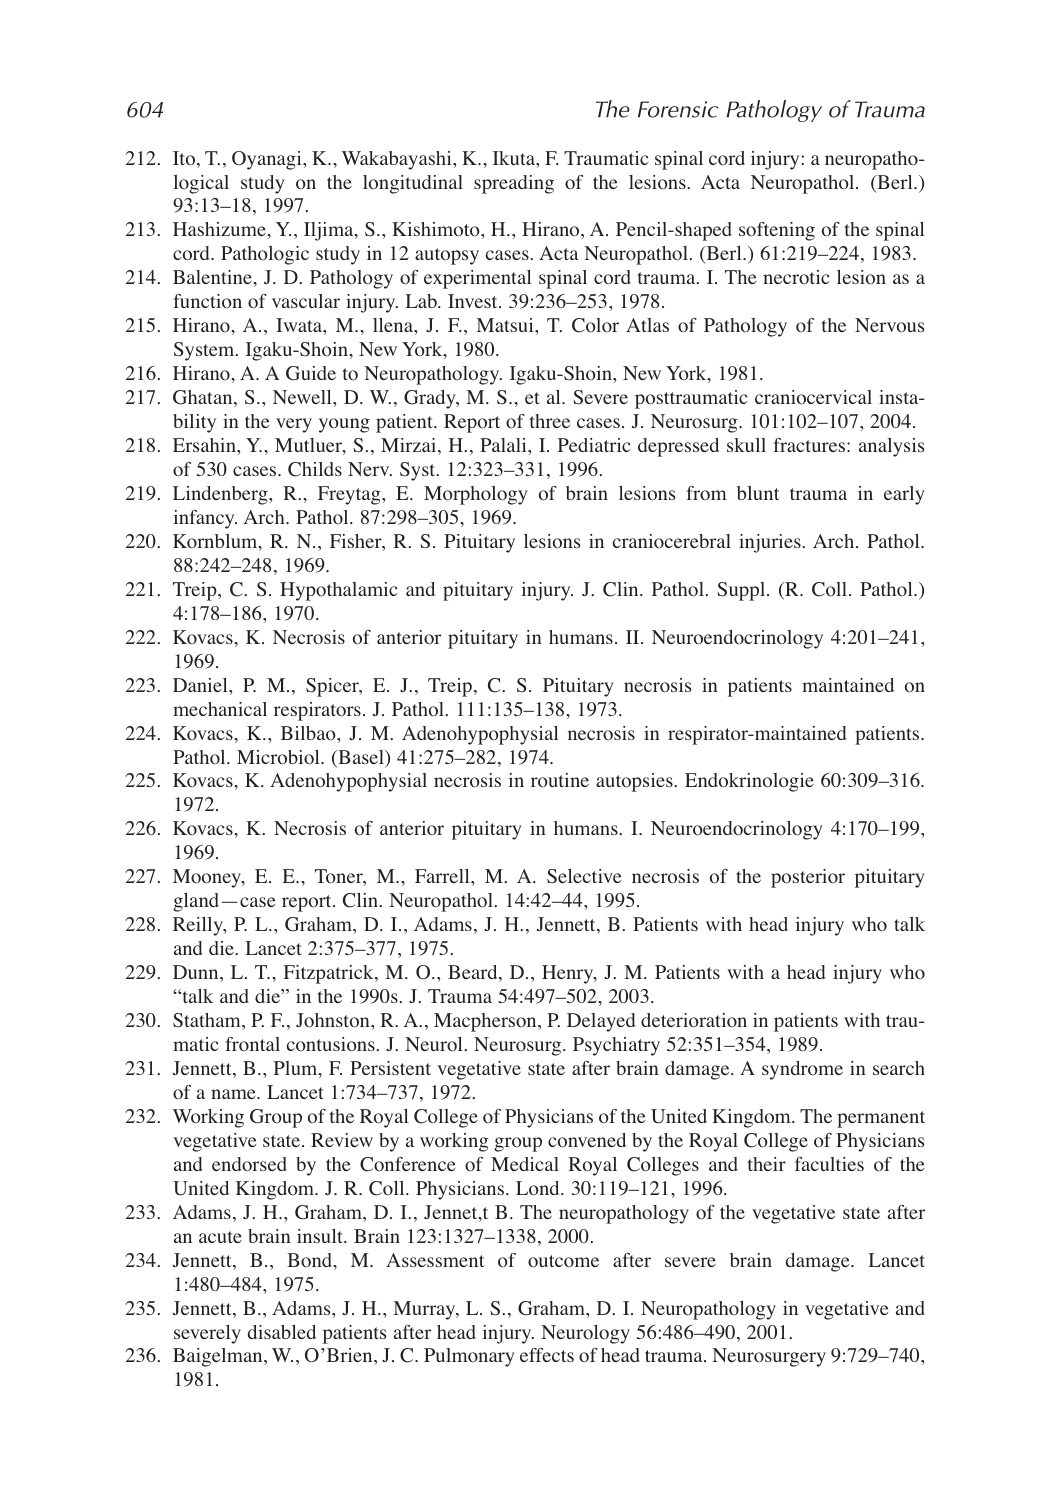 604 The Forensic Pathology of Trauma
212. Ito, T., Oyanagi, K., Wakabayashi, K., Ikuta, F. Traumatic spinal cord injury: a neuropatho-
logical study on the longitudinal spreading of the lesions. Acta Neuropathol. (Berl.)
93:13–18, 1997.
213. Hashizume, Y., Iljima, S., Kishimoto, H., Hirano, A. Pencil-shaped softening of the spinal
cord. Pathologic study in 12 autopsy cases. Acta Neuropathol. (Berl.) 61:219–224, 1983.
214. Balentine, J. D. Pathology of experimental spinal cord trauma. I. The necrotic lesion as a
function of vascular injury. Lab. Invest. 39:236–253, 1978.
215. Hirano, A., Iwata, M., llena, J. F., Matsui, T. Color Atlas of Pathology of the Nervous
System. Igaku-Shoin, New York, 1980.
216. Hirano, A. A Guide to Neuropathology. Igaku-Shoin, New York, 1981.
217. Ghatan, S., Newell, D. W., Grady, M. S., et al. Severe posttraumatic craniocervical insta-
bility in the very young patient. Report of three cases. J. Neurosurg. 101:102–107, 2004.
218. Ersahin, Y., Mutluer, S., Mirzai, H., Palali, I. Pediatric depressed skull fractures: analysis
of 530 cases. Childs Nerv. Syst. 12:323–331, 1996.
219. Lindenberg, R., Freytag, E. Morphology of brain lesions from blunt trauma in early
infancy. Arch. Pathol. 87:298–305, 1969.
220. Kornblum, R. N., Fisher, R. S. Pituitary lesions in craniocerebral injuries. Arch. Pathol.
88:242–248, 1969.
221. Treip, C. S. Hypothalamic and pituitary injury. J. Clin. Pathol. Suppl. (R. Coll. Pathol.)
4:178–186, 1970.
222. Kovacs, K. Necrosis of anterior pituitary in humans. II. Neuroendocrinology 4:201–241,
1969.
223. Daniel, P. M., Spicer, E. J., Treip, C. S. Pituitary necrosis in patients maintained on
mechanical respirators. J. Pathol. 111:135–138, 1973.
224. Kovacs, K., Bilbao, J. M. Adenohypophysial necrosis in respirator-maintained patients.
Pathol. Microbiol. (Basel) 41:275–282, 1974.
225. Kovacs, K. Adenohypophysial necrosis in routine autopsies. Endokrinologie 60:309–316.
1972.
226. Kovacs, K. Necrosis of anterior pituitary in humans. I. Neuroendocrinology 4:170–199,
1969.
227. Mooney, E. E., Toner, M., Farrell, M. A. Selective necrosis of the posterior pituitary
gland—case report. Clin. Neuropathol. 14:42–44, 1995.
228. Reilly, P. L., Graham, D. I., Adams, J. H., Jennett, B. Patients with head injury who talk
and die. Lancet 2:375–377, 1975.
229. Dunn, L. T., Fitzpatrick, M. O., Beard, D., Henry, J. M. Patients with a head injury who
“talk and die” in the 1990s. J. Trauma 54:497–502, 2003.
230. Statham, P. F., Johnston, R. A., Macpherson, P. Delayed deterioration in patients with trau-
matic frontal contusions. J. Neurol. Neurosurg. Psychiatry 52:351–354, 1989.
231. Jennett, B., Plum, F. Persistent vegetative state after brain damage. A syndrome in search
of a name. Lancet 1:734–737, 1972.
232. Working Group of the Royal College of Physicians of the United Kingdom. The permanent
vegetative state. Review by a working group convened by the Royal College of Physicians
and endorsed by the Conference of Medical Royal Colleges and their faculties of the
United Kingdom. J. R. Coll. Physicians. Lond. 30:119–121, 1996.
233. Adams, J. H., Graham, D. I., Jennet,t B. The neuropathology of the vegetative state after
an acute brain insult. Brain 123:1327–1338, 2000.
234. Jennett, B., Bond, M. Assessment of outcome after severe brain damage. Lancet
1:480–484, 1975.
235. Jennett, B., Adams, J. H., Murray, L. S., Graham, D. I. Neuropathology in vegetative and
severely disabled patients after head injury. Neurology 56:486–490, 2001.
236. Baigelman, W., O’Brien, J. C. Pulmonary effects of head trauma. Neurosurgery 9:729–740,
1981.